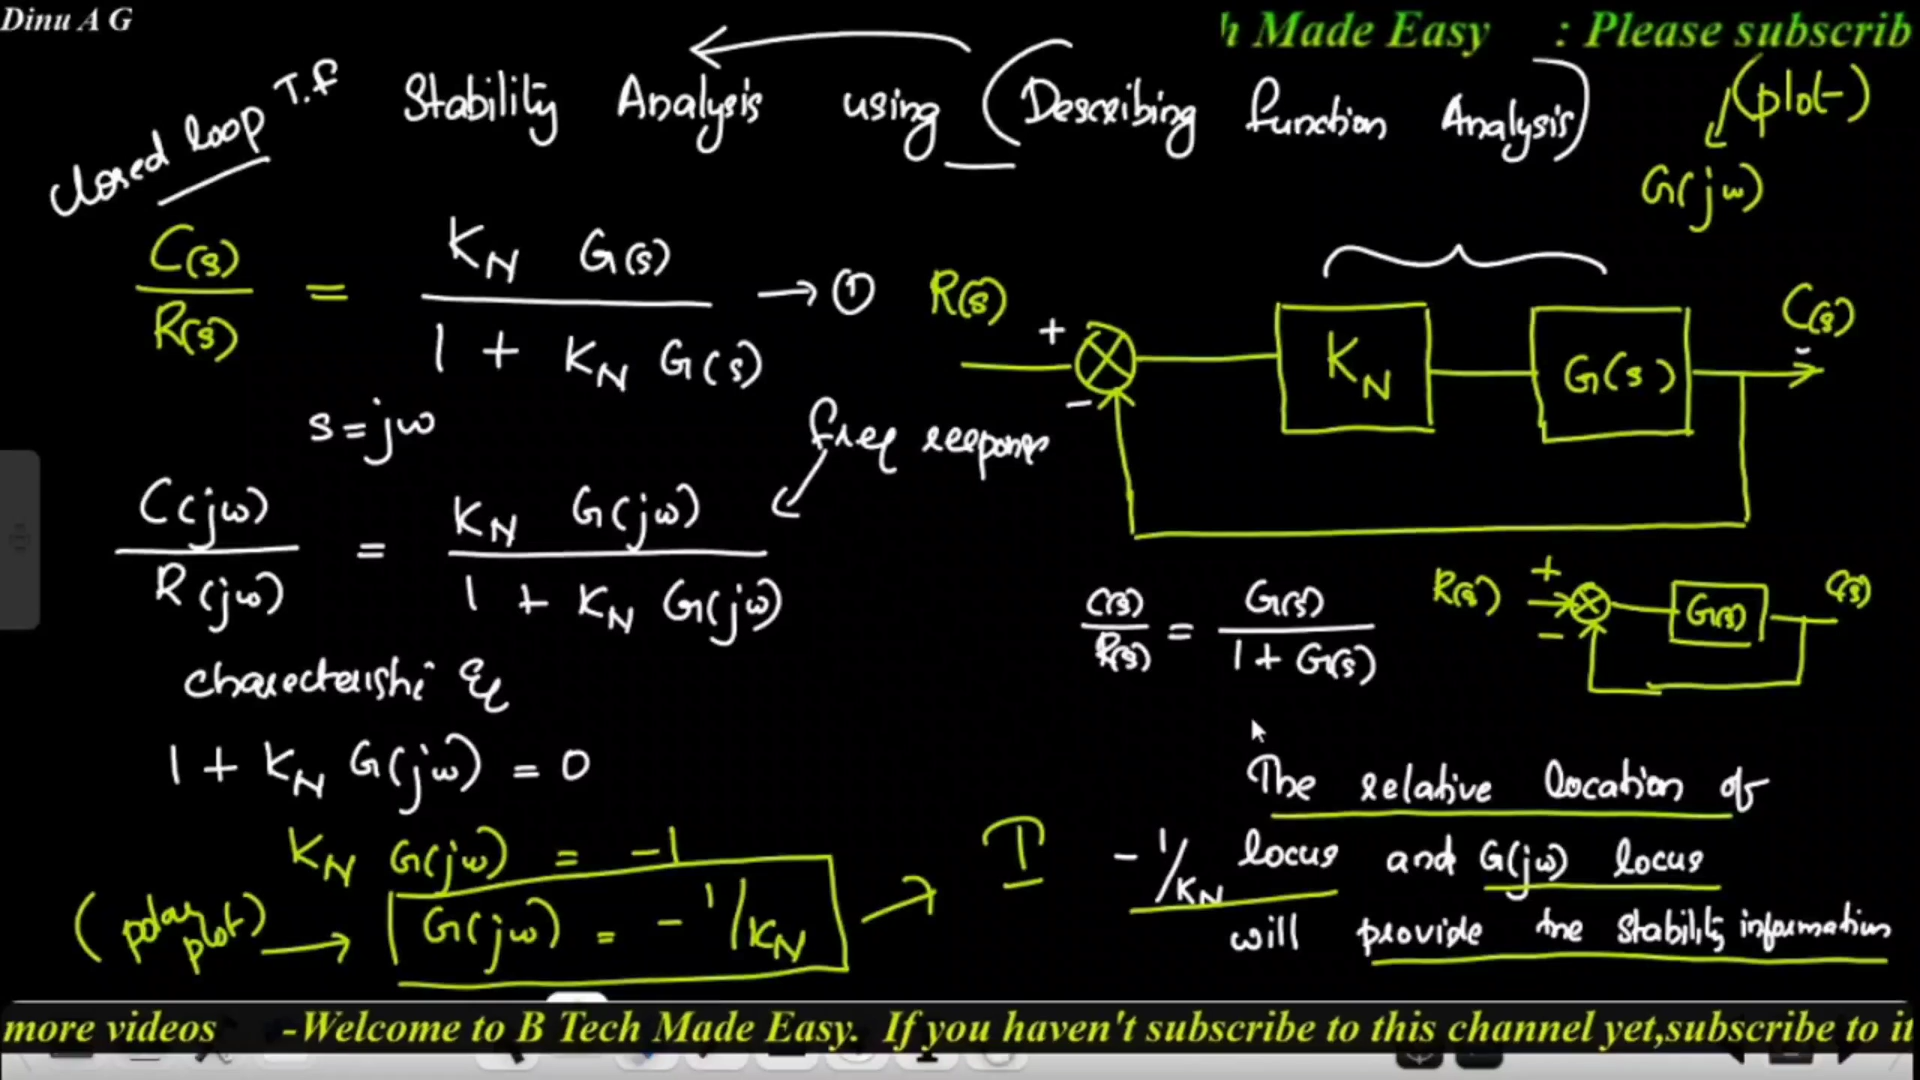 Dinu A G
h Made Easy : Please subscrib
closed loop T.f
Stability Analysis using (Describing function Analysis)
(plot)
G(jω)
C(s)/R(s) = K_N G(s) / 1 + K_N G(s) → ①
R(s) + - K_N G(s) C(s)
s = jω
freq response
C(jω)/R(jω) = K_N G(jω) / 1 + K_N G(jω)
C(s)/R(s) = G(s) / 1 + G(s)
R(s) + - G(s) C(s)
charecteristic Eq
1 + K_N G(jω) = 0
K_N G(jω) = -1
(polar plot) → G(jω) = - 1/K_N → I
The relative location of
- 1/K_N locus and G(jω) locus
will provide the stability information
more videos -Welcome to B Tech Made Easy. If you haven't subscribe to this channel yet,subscribe to it